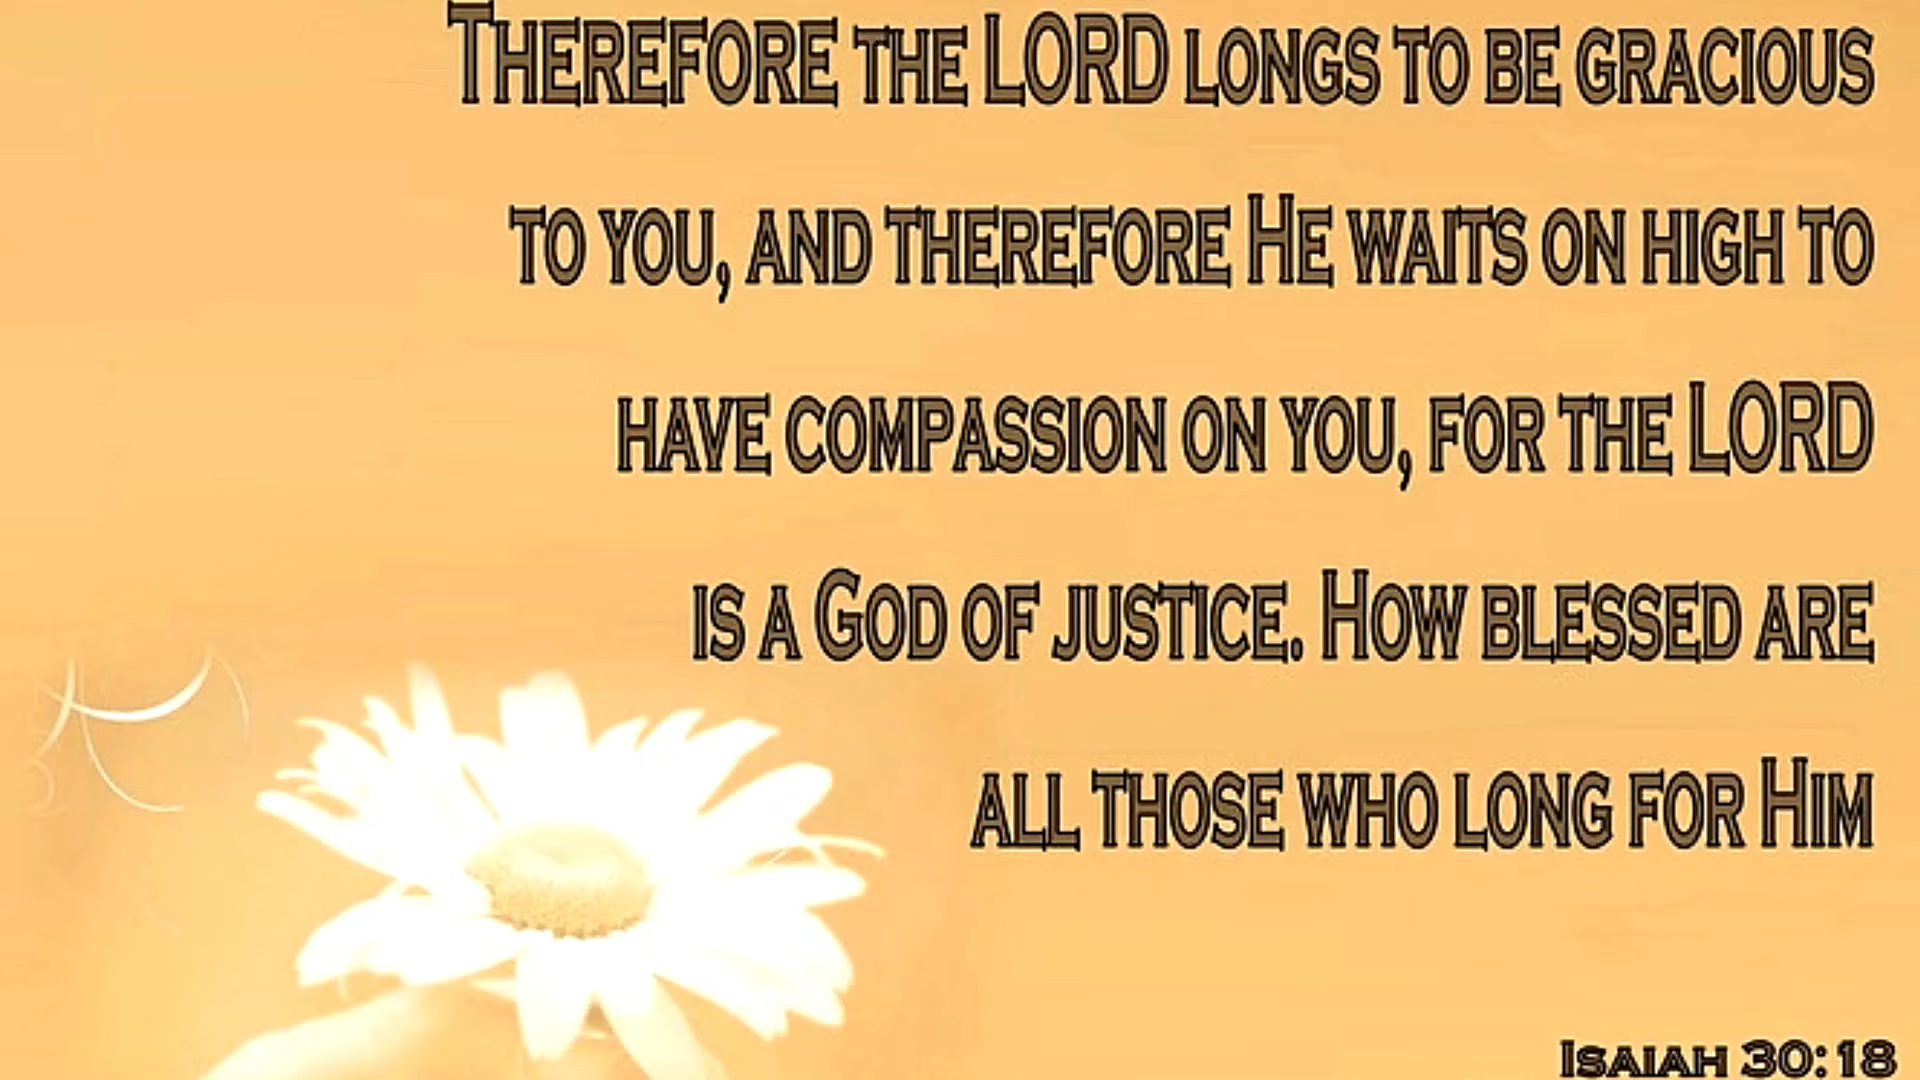 Therefore the LORD longs to be gracious
to you, and therefore He waits on high to
have compassion on you, for the LORD
is a God of justice. How blessed are
all those who long for Him
Isaiah 30:18